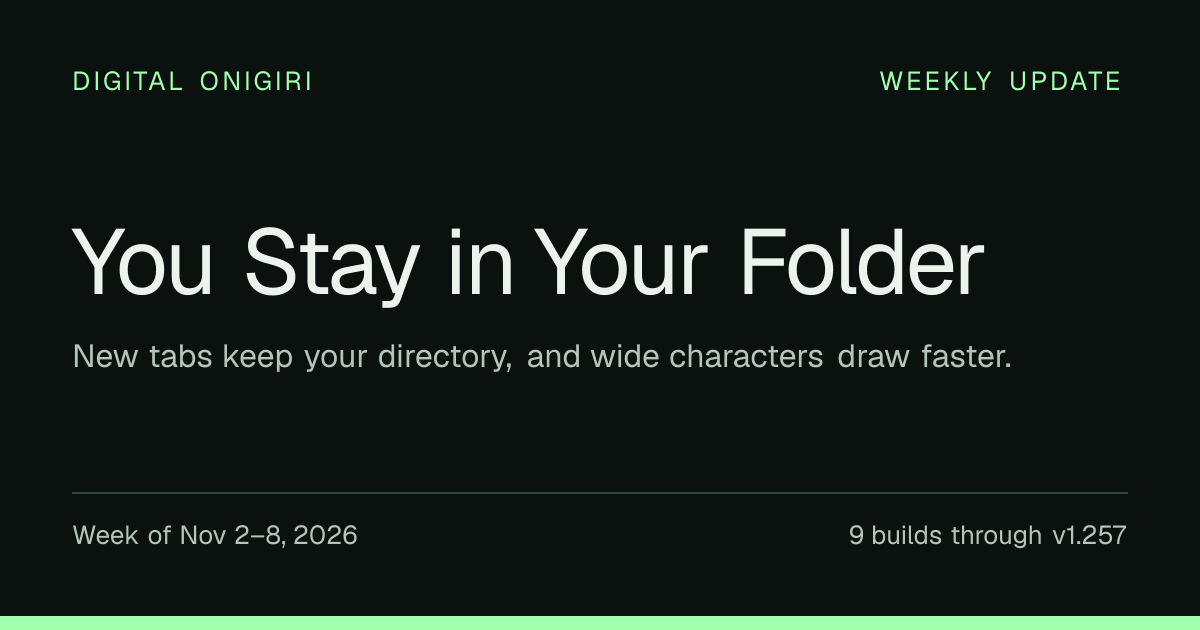 DIGITAL ONIGIRI
WEEKLY UPDATE
You Stay in Your Folder
New tabs keep your directory, and wide characters draw faster.
Week of Nov 2–8, 2026
9 builds through v1.257